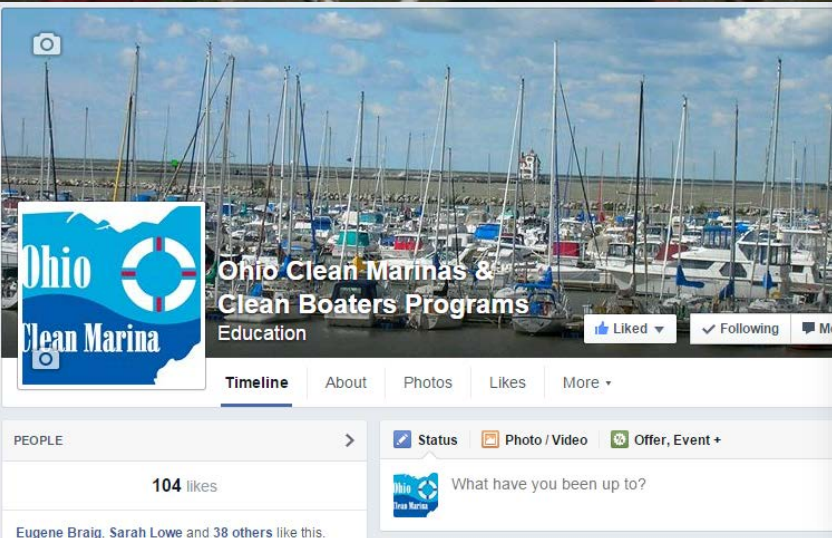 Ohio
Clean Marina
Ohio Clean Marinas &
Clean Boaters Programs
Education
Liked
Following
Timeline
About
Photos
Likes
More
PEOPLE
104 likes
Eugene Braig, Sarah Lowe and 38 others like this.
Status
Photo / Video
Offer, Event +
Ohio
Clean Marina
What have you been up to?